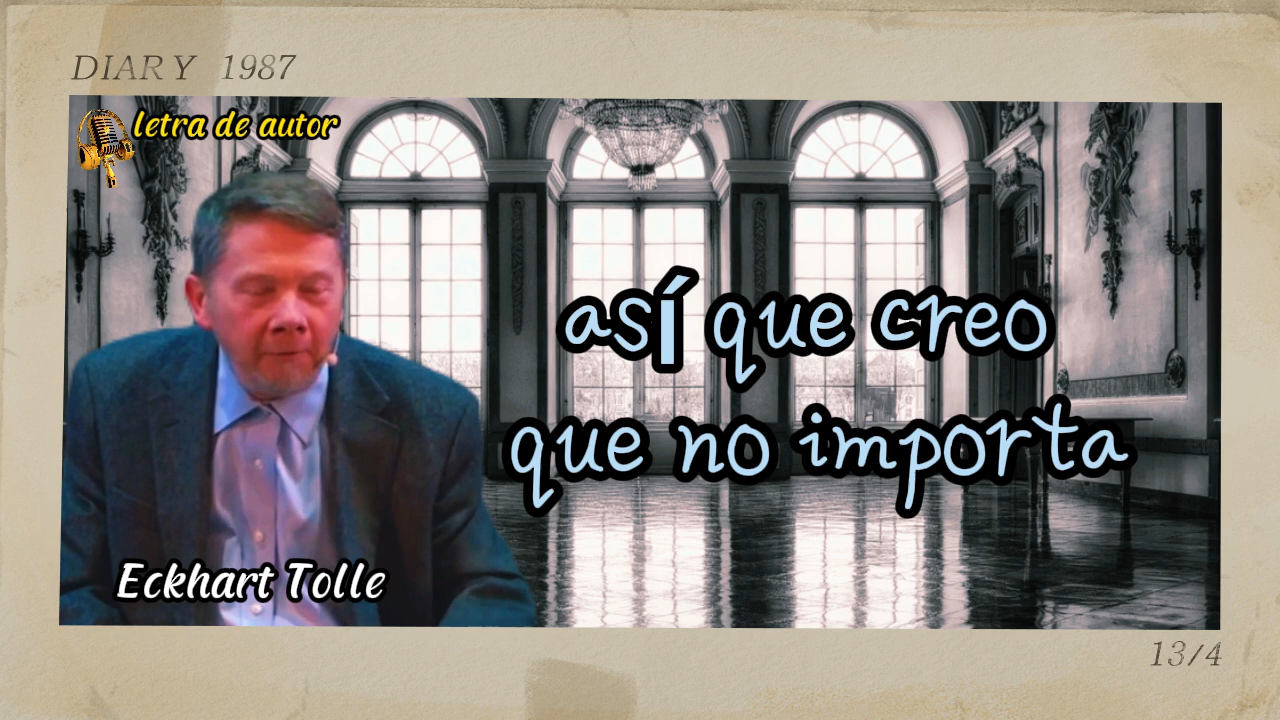 DIARY 1987
letra de autor
así que creo
que no importa
Eckhart Tolle
13/4